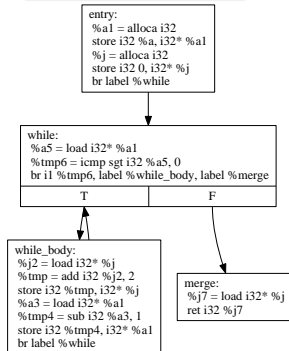 entry:
%a1 = alloca i32
store i32 %a, i32* %a1
%j = alloca i32
store i32 0, i32* %j
br label %while
while:
%a5 = load i32* %a1
%tmp6 = icmp sgt i32 %a5, 0
br i1 %tmp6, label %while_body, label %merge
T F
while_body:
%j2 = load i32* %j
%tmp = add i32 %j2, 2
store i32 %tmp, i32* %j
%a3 = load i32* %a1
%tmp4 = sub i32 %a3, 1
store i32 %tmp4, i32* %a1
br label %while
merge:
%j7 = load i32* %j
ret i32 %j7